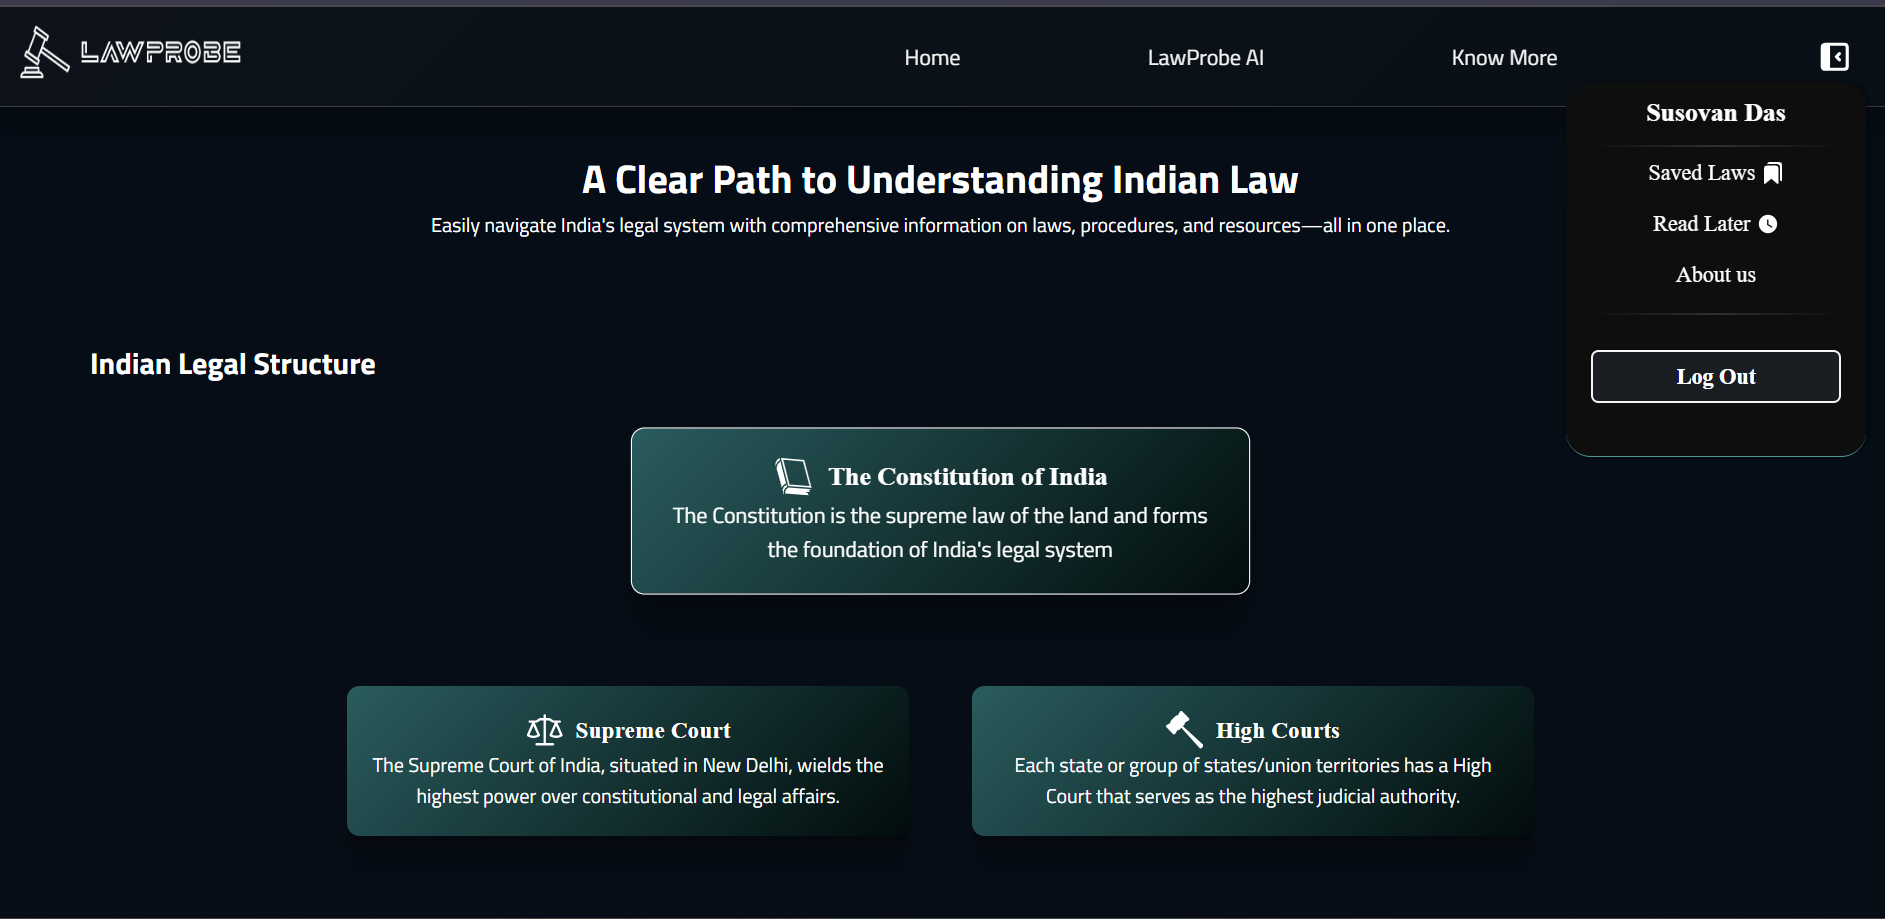 LAWPROBE
Home
LawProbe AI
Know More
Susovan Das
Saved Laws
Read Later
About us
Log Out
A Clear Path to Understanding Indian Law
Easily navigate India's legal system with comprehensive information on laws, procedures, and resources—all in one place.
Indian Legal Structure
The Constitution of India
The Constitution is the supreme law of the land and forms
the foundation of India's legal system
Supreme Court
The Supreme Court of India, situated in New Delhi, wields the
highest power over constitutional and legal affairs.
High Courts
Each state or group of states/union territories has a High
Court that serves as the highest judicial authority.